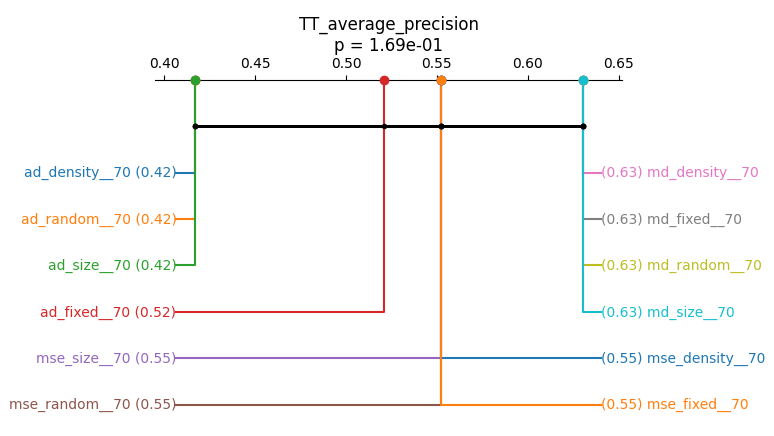 TT_average_precision
p = 1.69e-01
0.40 0.45 0.50 0.55 0.60 0.65
ad_density__70 (0.42)
(0.63) md_density__70
ad_random__70 (0.42)
(0.63) md_fixed__70
ad_size__70 (0.42)
(0.63) md_random__70
ad_fixed__70 (0.52)
(0.63) md_size__70
mse_size__70 (0.55)
(0.55) mse_density__70
mse_random__70 (0.55)
(0.55) mse_fixed__70